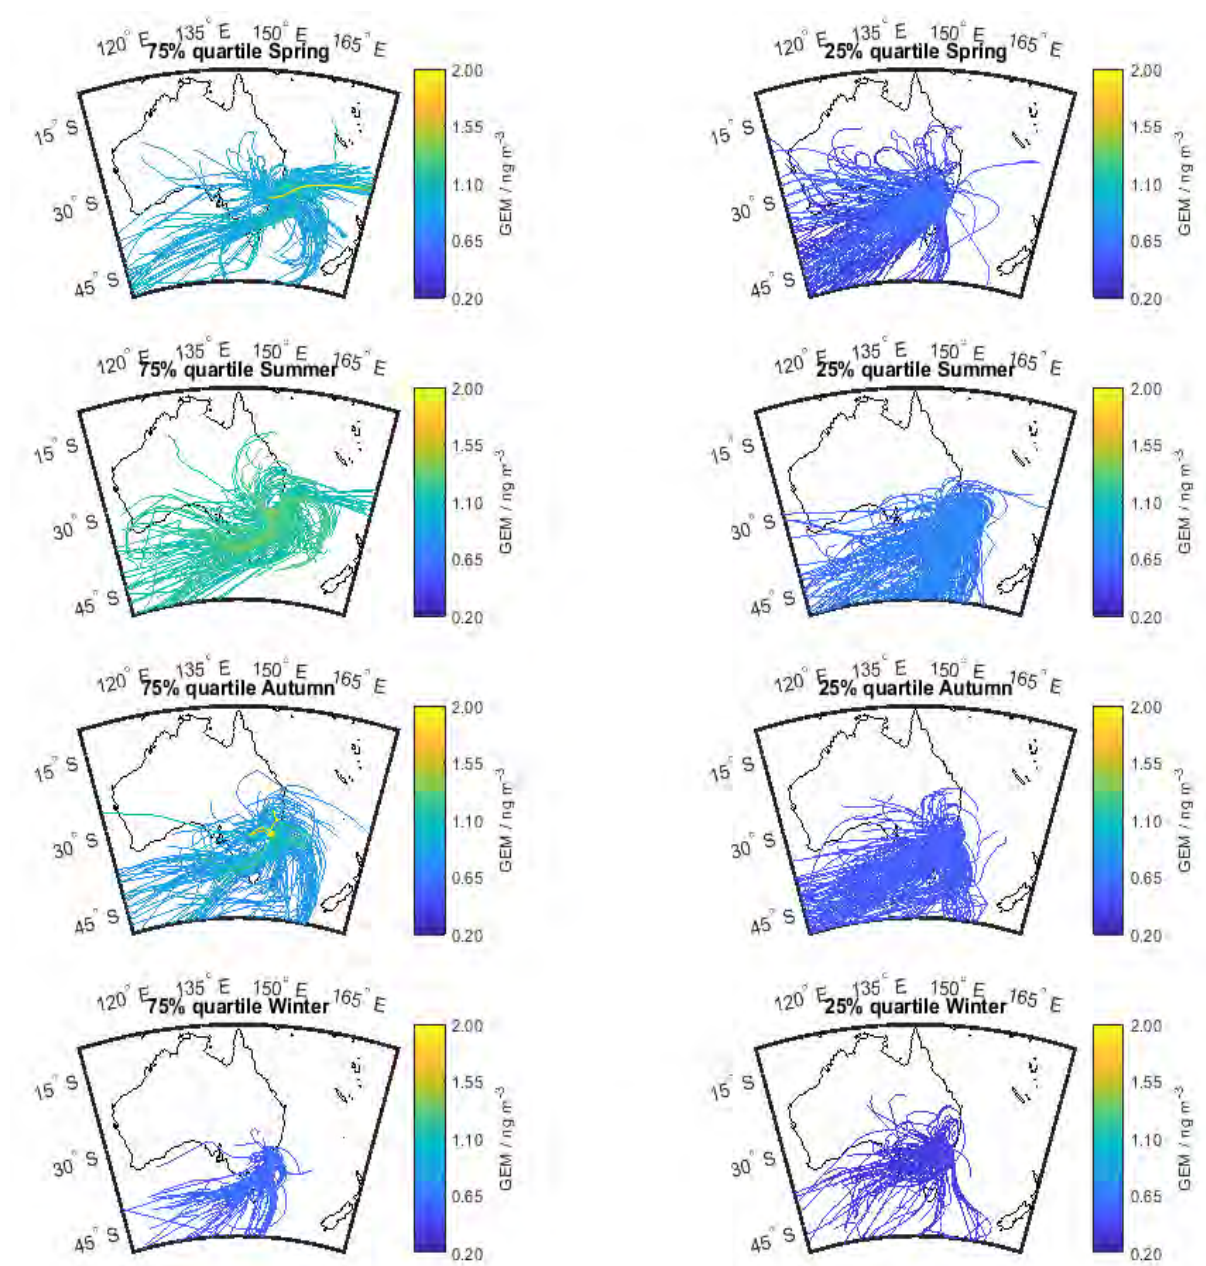 120° E 135° E 150° E 165° E
75% quartile Spring
15° S
30° S
45° S
2.00
1.55
1.10
0.65
0.20
GEM / ng m⁻³
120° E 135° E 150° E 165° E
25% quartile Spring
15° S
30° S
45° S
2.00
1.55
1.10
0.65
0.20
GEM / ng m⁻³
120° E 135° E 150° E 165° E
75% quartile Summer
15° S
30° S
45° S
2.00
1.55
1.10
0.65
0.20
GEM / ng m⁻³
120° E 135° E 150° E 165° E
25% quartile Summer
15° S
30° S
45° S
2.00
1.55
1.10
0.65
0.20
GEM / ng m⁻³
120° E 135° E 150° E 165° E
75% quartile Autumn
15° S
30° S
45° S
2.00
1.55
1.10
0.65
0.20
GEM / ng m⁻³
120° E 135° E 150° E 165° E
25% quartile Autumn
15° S
30° S
45° S
2.00
1.55
1.10
0.65
0.20
GEM / ng m⁻³
120° E 135° E 150° E 165° E
75% quartile Winter
15° S
30° S
45° S
2.00
1.55
1.10
0.65
0.20
GEM / ng m⁻³
120° E 135° E 150° E 165° E
25% quartile Winter
15° S
30° S
45° S
2.00
1.55
1.10
0.65
0.20
GEM / ng m⁻³